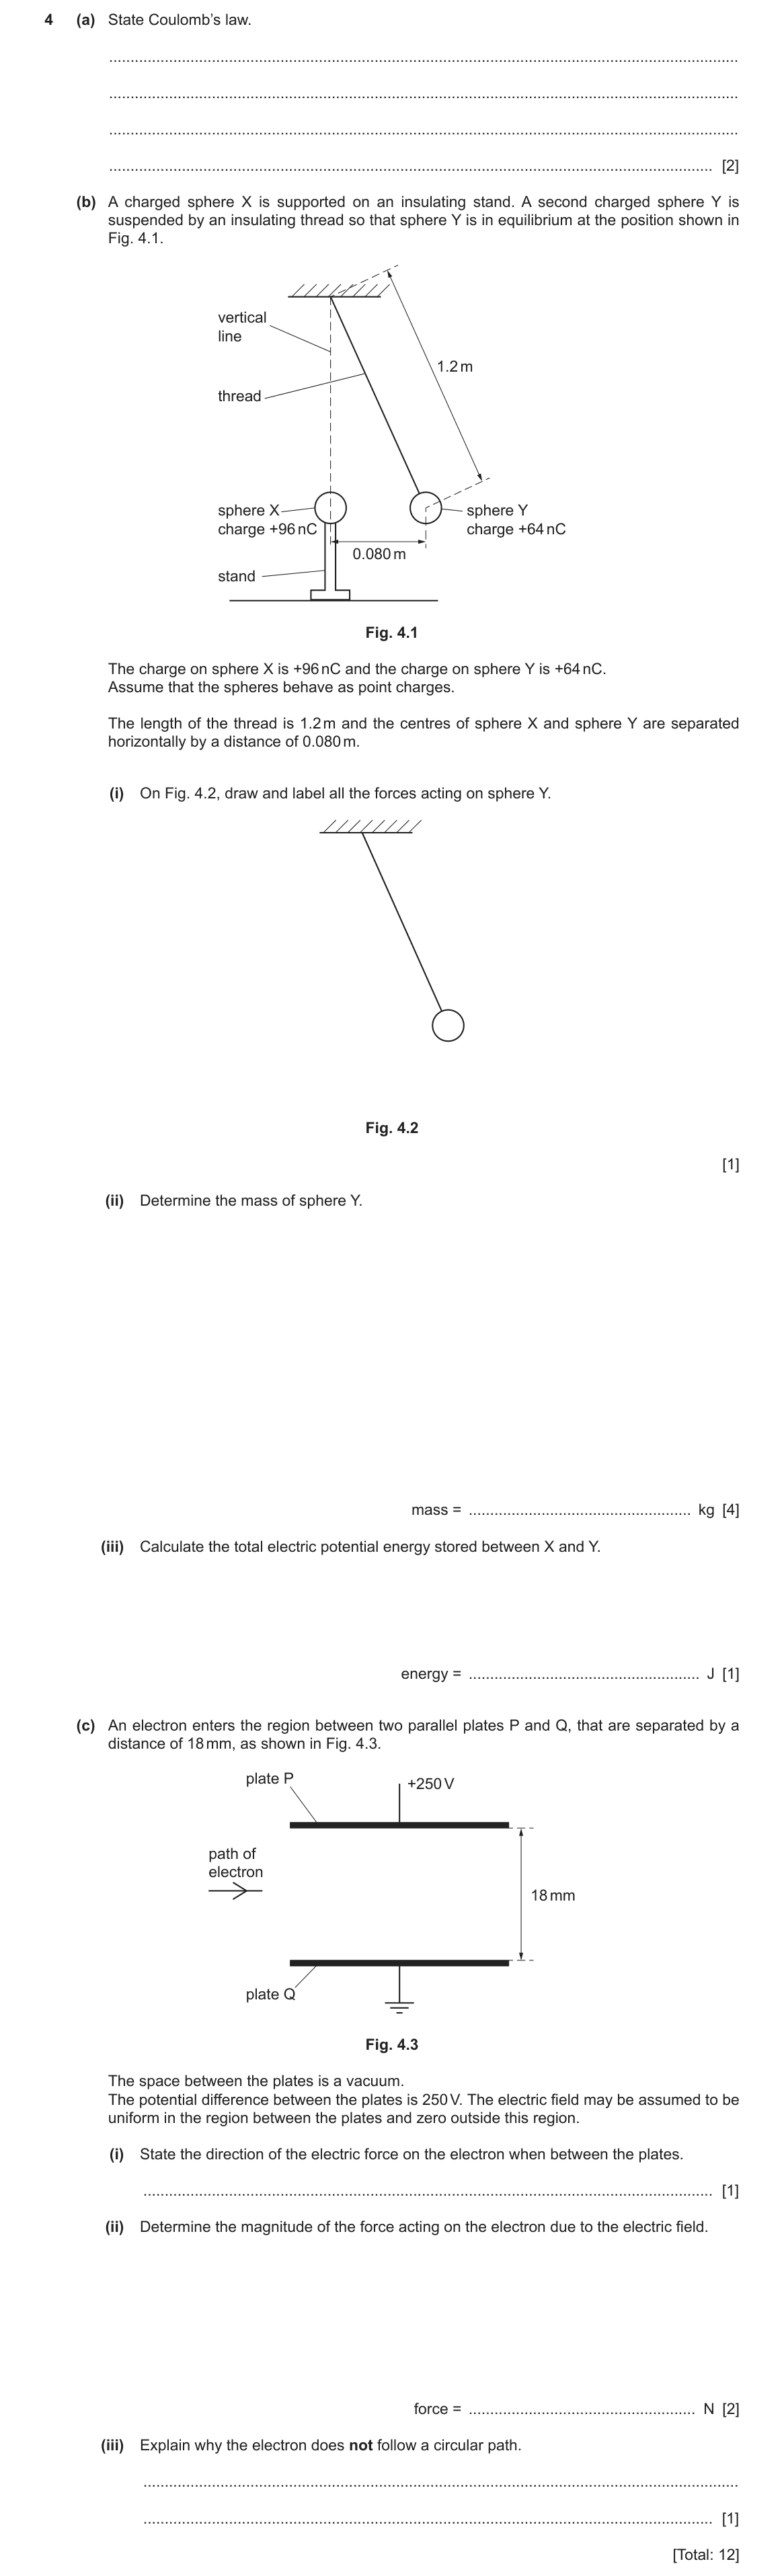 4 (a) State Coulomb's law.
..........................................................................................................................................
..........................................................................................................................................
..........................................................................................................................................
.................................................................................................................................... [2]
(b) A charged sphere X is supported on an insulating stand. A second charged sphere Y is
suspended by an insulating thread so that sphere Y is in equilibrium at the position shown in
Fig. 4.1.
vertical
line
1.2 m
thread
sphere X
charge +96 nC
sphere Y
charge +64 nC
0.080 m
stand
Fig. 4.1
The charge on sphere X is +96 nC and the charge on sphere Y is +64 nC.
Assume that the spheres behave as point charges.
The length of the thread is 1.2 m and the centres of sphere X and sphere Y are separated
horizontally by a distance of 0.080 m.
(i) On Fig. 4.2, draw and label all the forces acting on sphere Y.
Fig. 4.2
[1]
(ii) Determine the mass of sphere Y.
mass = .................................................... kg [4]
(iii) Calculate the total electric potential energy stored between X and Y.
energy = ...................................................... J [1]
(c) An electron enters the region between two parallel plates P and Q, that are separated by a
distance of 18 mm, as shown in Fig. 4.3.
plate P
+250 V
path of
electron
18 mm
plate Q
Fig. 4.3
The space between the plates is a vacuum.
The potential difference between the plates is 250 V. The electric field may be assumed to be
uniform in the region between the plates and zero outside this region.
(i) State the direction of the electric force on the electron when between the plates.
............................................................................................................................. [1]
(ii) Determine the magnitude of the force acting on the electron due to the electric field.
force = ..................................................... N [2]
(iii) Explain why the electron does not follow a circular path.
...................................................................................................................................
............................................................................................................................. [1]
[Total: 12]